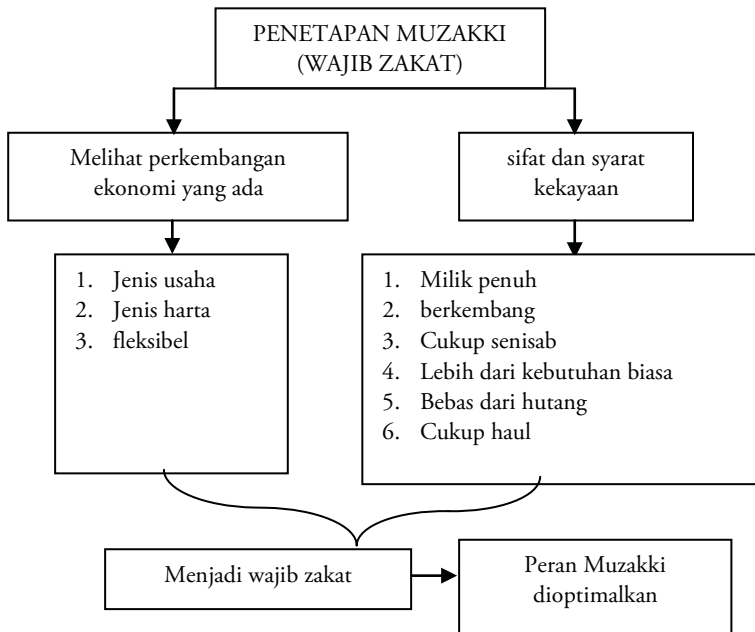 PENETAPAN MUZAKKI
(WAJIB ZAKAT)
Melihat perkembangan
ekonomi yang ada
sifat dan syarat
kekayaan
1. Jenis usaha
2. Jenis harta
3. fleksibel
1. Milik penuh
2. berkembang
3. Cukup senisab
4. Lebih dari kebutuhan biasa
5. Bebas dari hutang
6. Cukup haul
Menjadi wajib zakat
Peran Muzakki
dioptimalkan